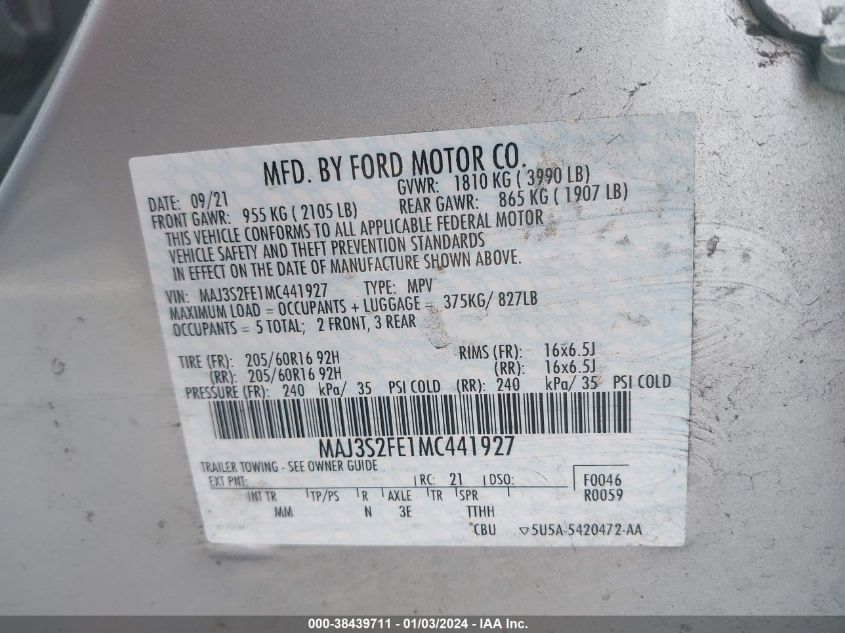 MFD. BY FORD MOTOR CO.
DATE: 09/21 GVWR: 1810 KG ( 3990 LB)
FRONT GAWR: 955 KG ( 2105 LB) REAR GAWR: 865 KG ( 1907 LB)
THIS VEHICLE CONFORMS TO ALL APPLICABLE FEDERAL MOTOR
VEHICLE SAFETY AND THEFT PREVENTION STANDARDS
IN EFFECT ON THE DATE OF MANUFACTURE SHOWN ABOVE.
VIN: MAJ3S2FE1MC441927 TYPE: MPV
MAXIMUM LOAD = OCCUPANTS + LUGGAGE = 375KG/ 827LB
OCCUPANTS = 5 TOTAL; 2 FRONT, 3 REAR
TIRE (FR): 205/60R16 92H RIMS (FR): 16x6.5J
(RR): 205/60R16 92H (RR): 16x6.5J
PRESSURE (FR): 240 kPa/ 35 PSI COLD (RR): 240 kPa/ 35 PSI COLD
MAJ3S2FE1MC441927
TRAILER TOWING - SEE OWNER GUIDE
EXT PNT: RC: 21 DSO: F0046
INT TR TP/PS R AXLE TR SPR R0059
MM N 3E TTHH
CBU ▽5U5A-5420472-AA
000-38439711 - 01/03/2024 - IAA Inc.